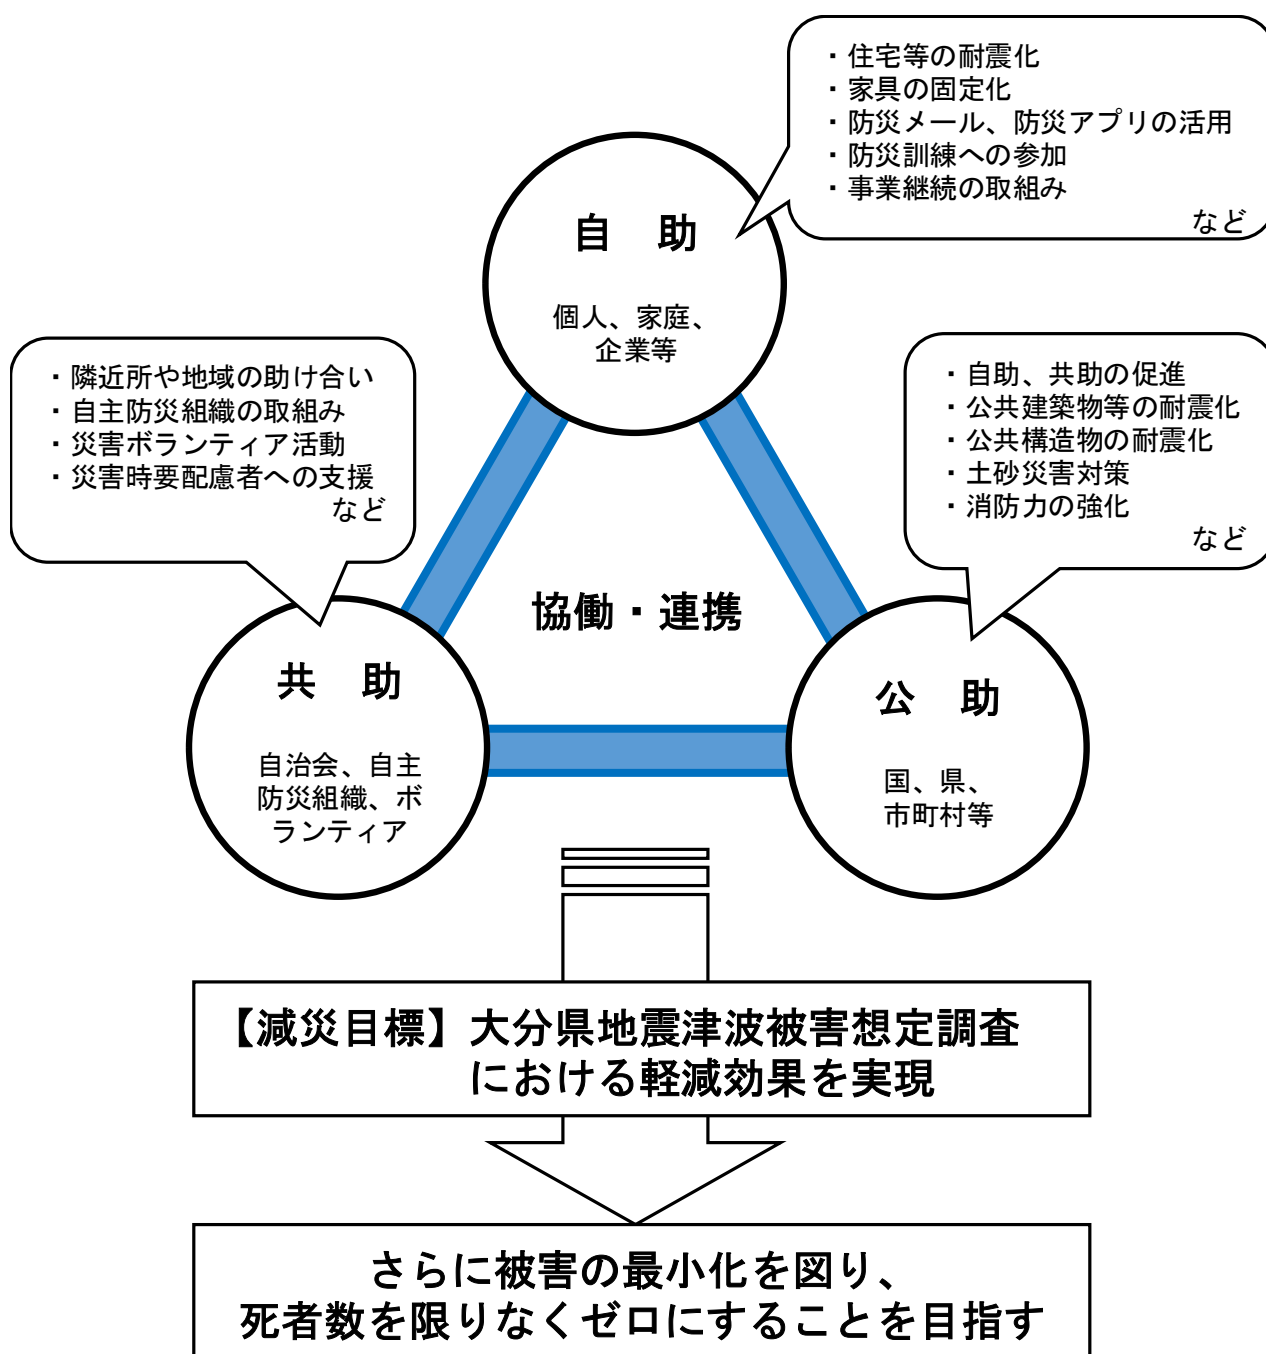 ・住宅等の耐震化
・家具の固定化
・防災メール、防災アプリの活用
・防災訓練への参加
・事業継続の取組み
など
自　助
個人、家庭、
企業等
・隣近所や地域の助け合い
・自主防災組織の取組み
・災害ボランティア活動
・災害時要配慮者への支援
など
・自助、共助の促進
・公共建築物等の耐震化
・公共構造物の耐震化
・土砂災害対策
・消防力の強化
など
協働・連携
共　助
自治会、自主
防災組織、ボ
ランティア
公　助
国、県、
市町村等
【減災目標】大分県地震津波被害想定調査
における軽減効果を実現
さらに被害の最小化を図り、
死者数を限りなくゼロにすることを目指す